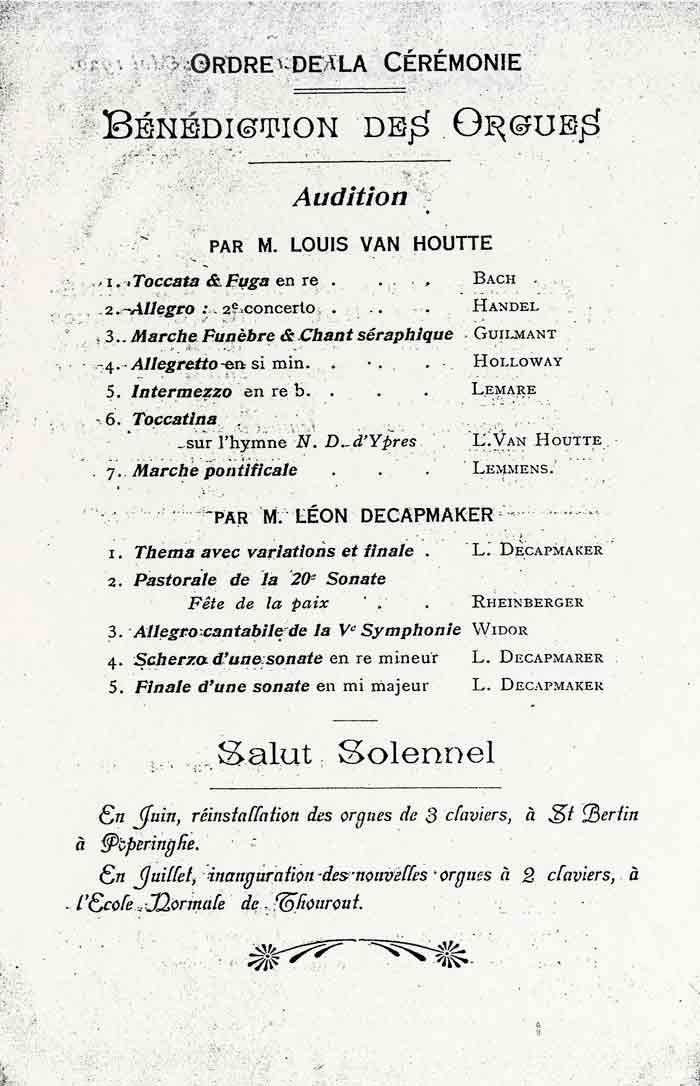 ORDRE DE LA CÉRÉMONIE
BÉNÉDICTION DES ORGUES
Audition
PAR M. LOUIS VAN HOUTTE
1. Toccata & Fuga en re . . . BACH
2. Allegro : 2e concerto . . . HANDEL
3. Marche Funèbre & Chant séraphique GUILMANT
4. Allegretto en si min. . . . HOLLOWAY
5. Intermezzo en re b. . . . LEMARE
6. Toccatina
sur l'hymne N. D. d'Ypres L. VAN HOUTTE
7. Marche pontificale . . . LEMMENS.
PAR M. LÉON DECAPMAKER
1. Thema avec variations et finale . L. DECAPMAKER
2. Pastorale de la 20e Sonate
Fête de la paix . . RHEINBERGER
3. Allegro cantabile de la Ve Symphonie WIDOR
4. Scherzo d'une sonate en re mineur L. DECAPMARER
5. Finale d'une sonate en mi majeur L. DECAPMAKER
Salut Solennel
En Juin, réinstallation des orgues de 3 claviers, à St Bertin
à Poperinghe.
En Juillet, inauguration des nouvelles orgues à 2 claviers, à
l'Ecole Normale de Thourout.